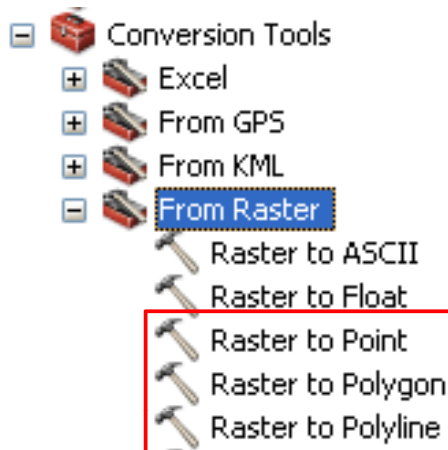 Conversion Tools
Excel
From GPS
From KML
From Raster
Raster to ASCII
Raster to Float
Raster to Point
Raster to Polygon
Raster to Polyline